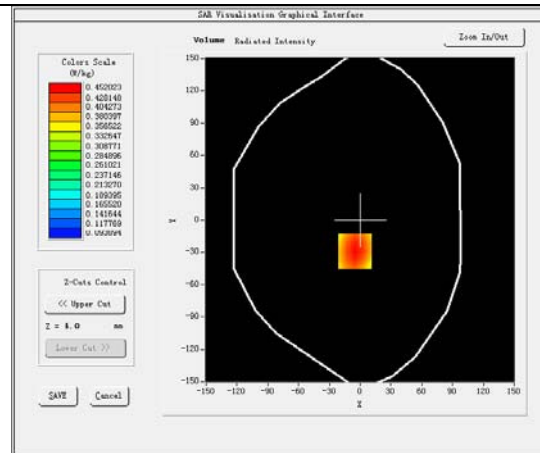 SAR Visualisation Graphical Interface
Volume Radiated Intensity
Zoom In/Out
Colors Scale
(W/kg)
0.452023
0.428148
0.404273
0.380397
0.356522
0.332647
0.308771
0.284896
0.261021
0.237146
0.213270
0.189395
0.165520
0.141644
0.117769
0.093894
150
120
90
60
30
0
-30
-60
-90
-120
-150
Y
-150 -120 -90 -60 -30 0 30 60 90 120 150
X
Z-Cuts Control
<< Upper Cut
Z = 4.0 mm
Lower Cut >>
SAVE Cancel